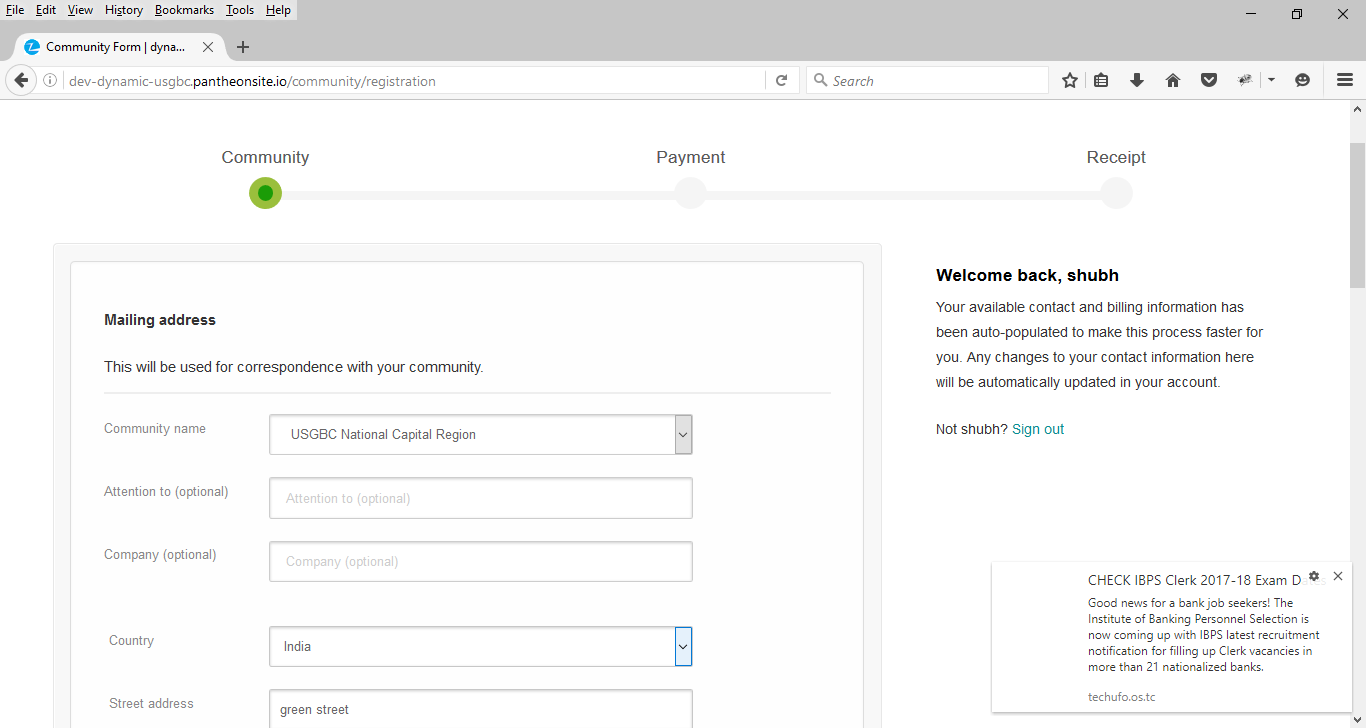 File Edit View History Bookmarks Tools Help
Community Form | dyna...
dev-dynamic-usgbc.pantheonsite.io/community/registration
Search
Community Payment Receipt
Mailing address
This will be used for correspondence with your community.
Community name
USGBC National Capital Region
Attention to (optional)
Attention to (optional)
Company (optional)
Company (optional)
Country
India
Street address
green street
Welcome back, shubh
Your available contact and billing information has
been auto-populated to make this process faster for
you. Any changes to your contact information here
will be automatically updated in your account.
Not shubh? Sign out
CHECK IBPS Clerk 2017-18 Exam D
Good news for a bank job seekers! The
Institute of Banking Personnel Selection is
now coming up with IBPS latest recruitment
notification for filling up Clerk vacancies in
more than 21 nationalized banks.
techufo.os.tc